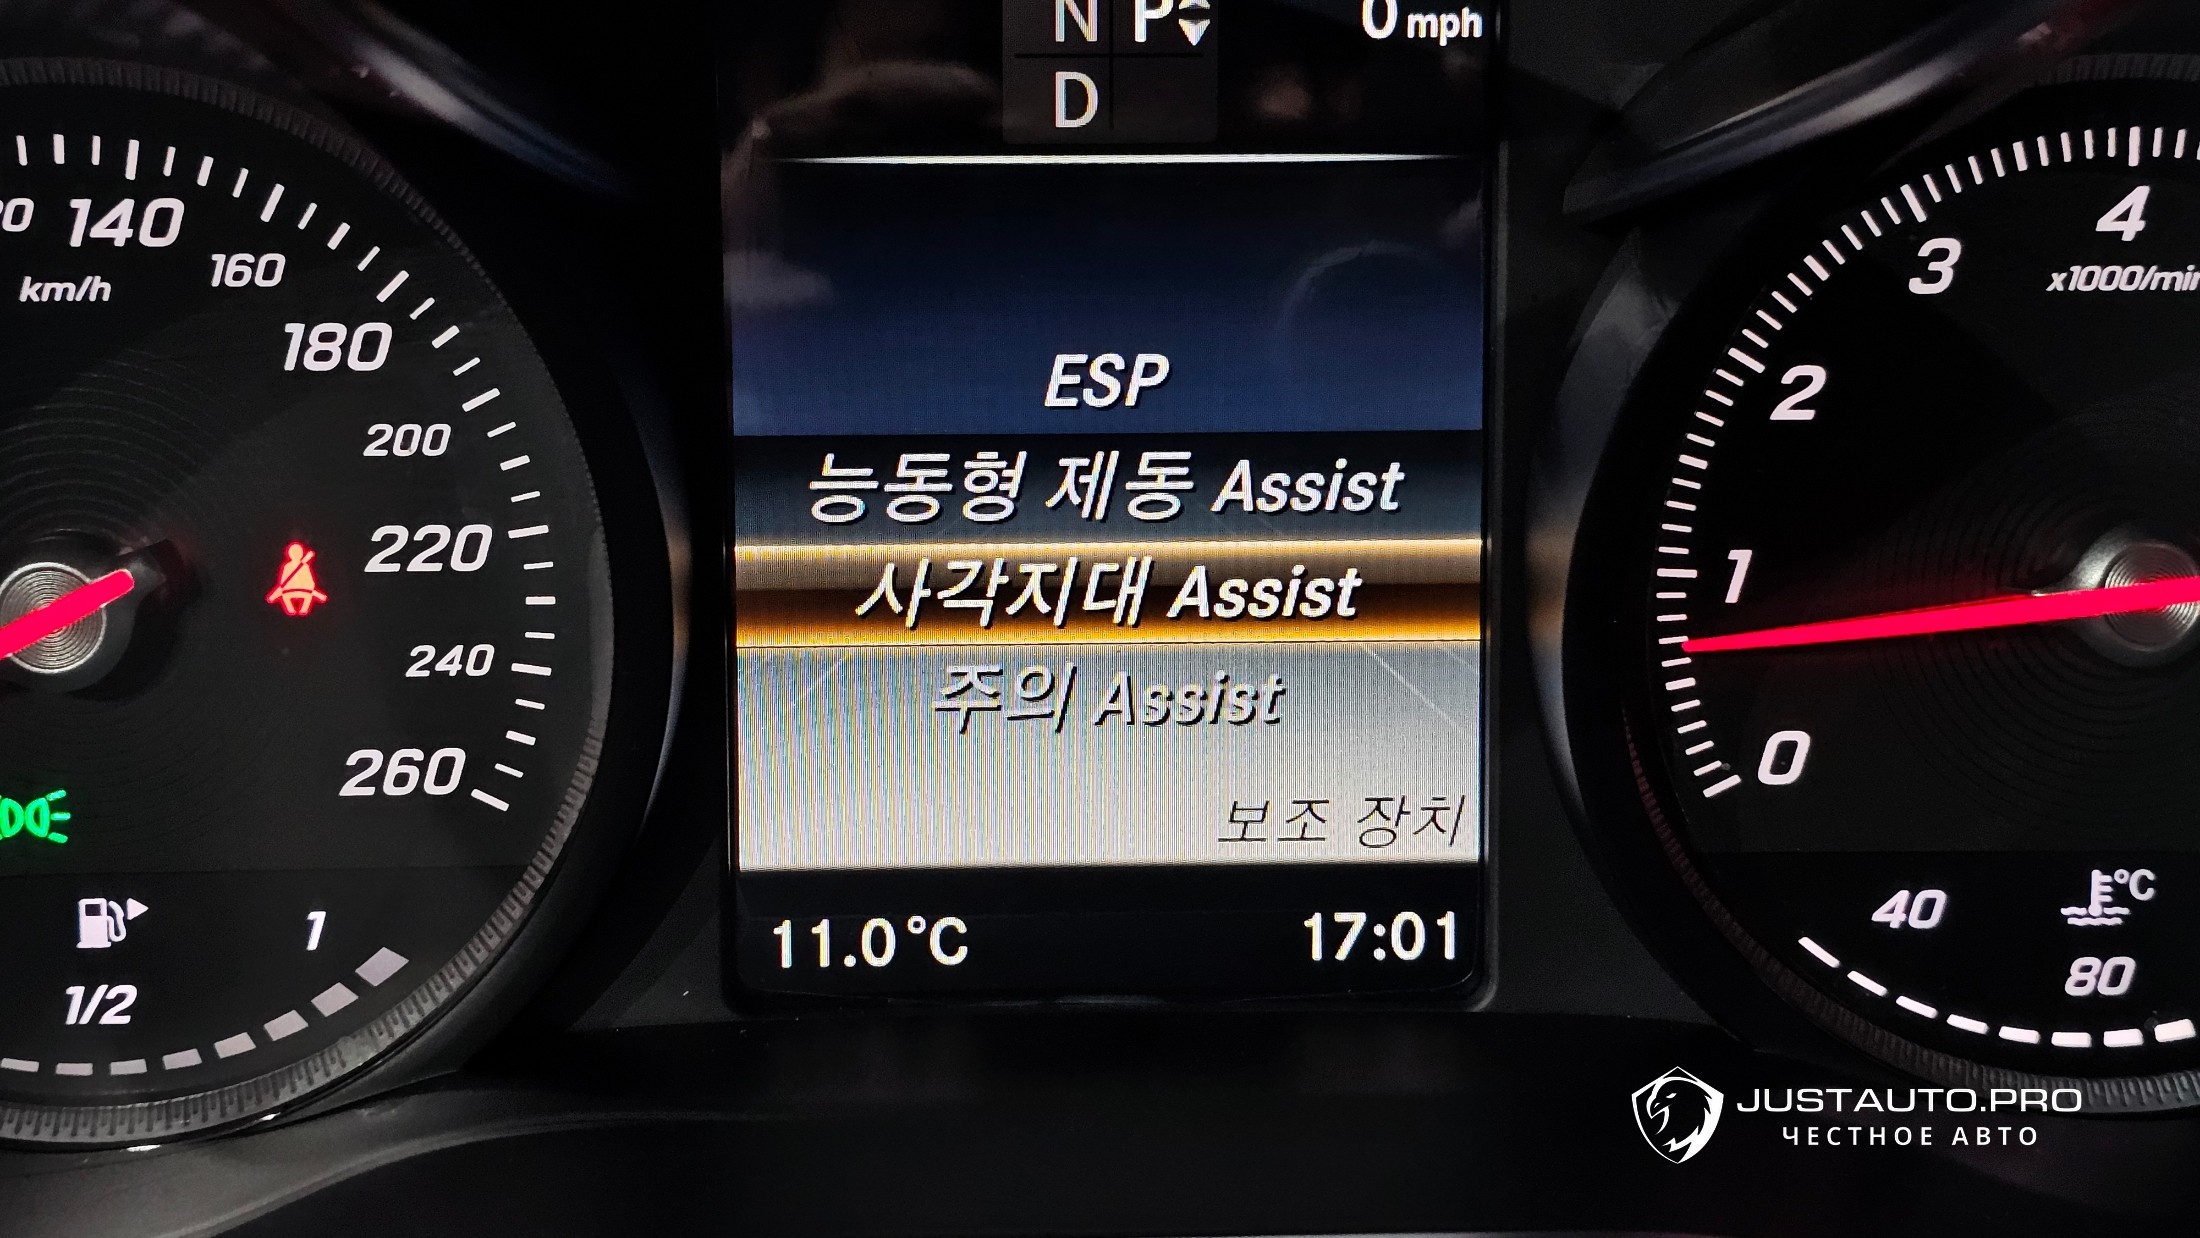 N P
0 mph
D
140
160
km/h
180
200
220
240
260
1
1/2
ESP
능동형 제동 Assist
사각지대 Assist
주의 Assist
보조 장치
11.0°C
17:01
4
3
x1000/min
2
1
0
40
°C
80
JUSTAUTO.PRO
ЧЕСТНОЕ АВТО